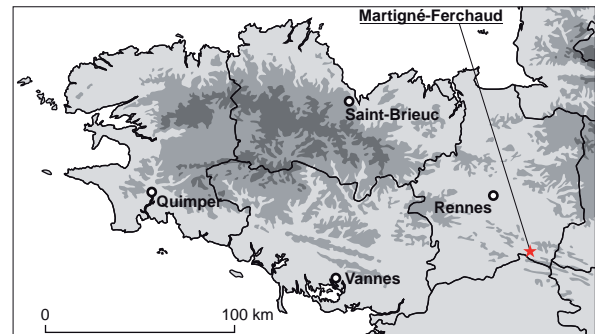 Martigné-Ferchaud
Saint-Brieuc
Quimper
Rennes
Vannes
0 100 km